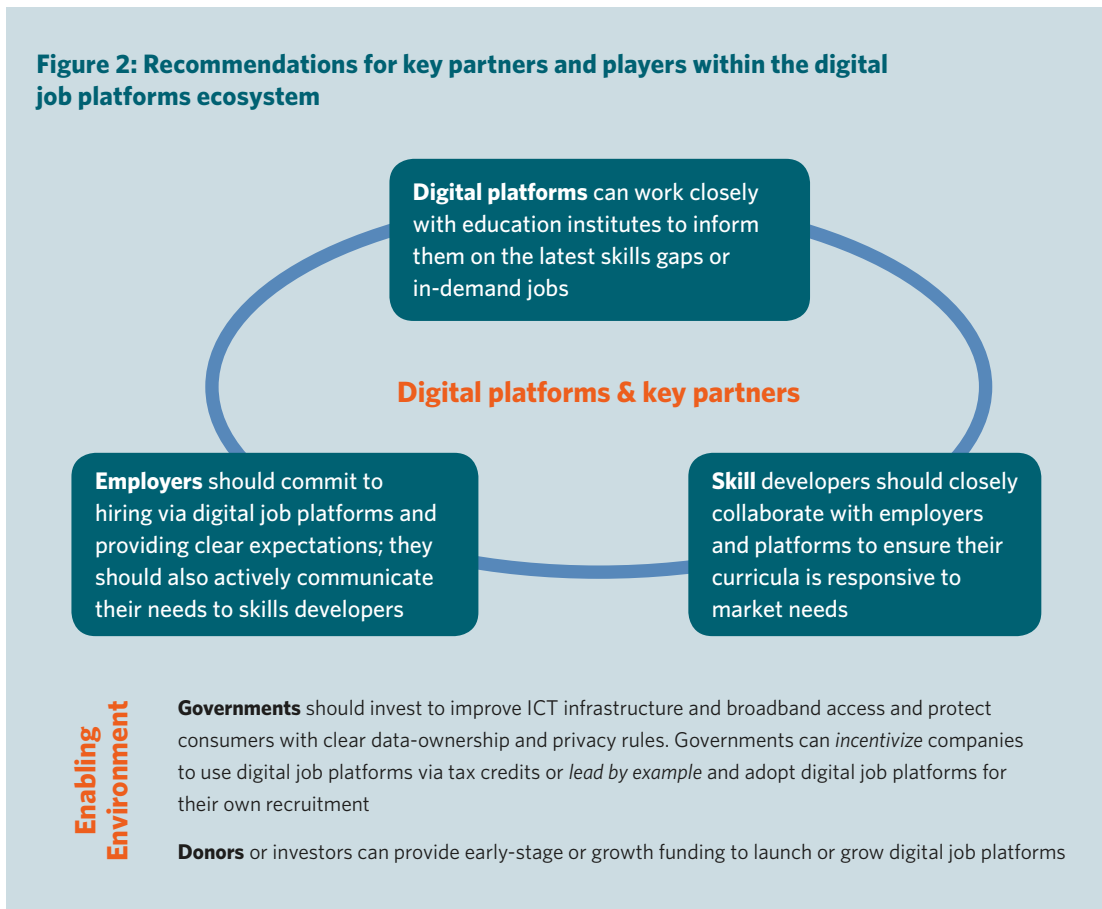 Figure 2: Recommendations for key partners and players within the digital
job platforms ecosystem
Digital platforms can work closely
with education institutes to inform
them on the latest skills gaps or
in-demand jobs
Digital platforms & key partners
Employers should commit to
hiring via digital job platforms and
providing clear expectations; they
should also actively communicate
their needs to skills developers
Skill developers should closely
collaborate with employers
and platforms to ensure their
curricula is responsive to
market needs
Enabling
Environment
Governments should invest to improve ICT infrastructure and broadband access and protect
consumers with clear data-ownership and privacy rules. Governments can incentivize companies
to use digital job platforms via tax credits or lead by example and adopt digital job platforms for
their own recruitment
Donors or investors can provide early-stage or growth funding to launch or grow digital job platforms